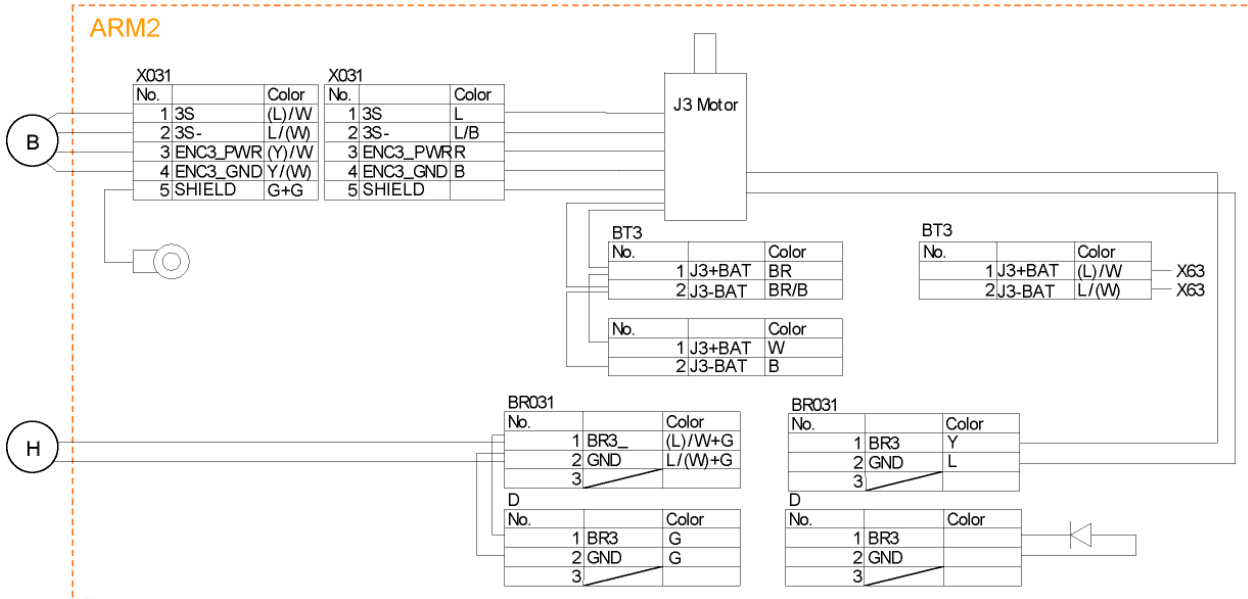 ARM2
X031 X031
No. Color No. Color
1 3S (L)/W 1 3S L
2 3S- L/(W) 2 3S- L/B
3 ENC3_PWR (Y)/W 3 ENC3_PWR R
4 ENC3_GND Y/(W) 4 ENC3_GND B
5 SHIELD G+G 5 SHIELD
B
J3 Motor
BT3 BT3
No. Color No. Color
1 J3+BAT BR 1 J3+BAT (L)/W X63
2 J3-BAT BR/B 2 J3-BAT L/(W) X63
No. Color
1 J3+BAT W
2 J3-BAT B
H
BR031 BR031
No. Color No. Color
1 BR3_ (L)/W+G 1 BR3 Y
2 GND L/(W)+G 2 GND L
3 3
D D
No. Color No. Color
1 BR3 G 1 BR3
2 GND G 2 GND
3 3